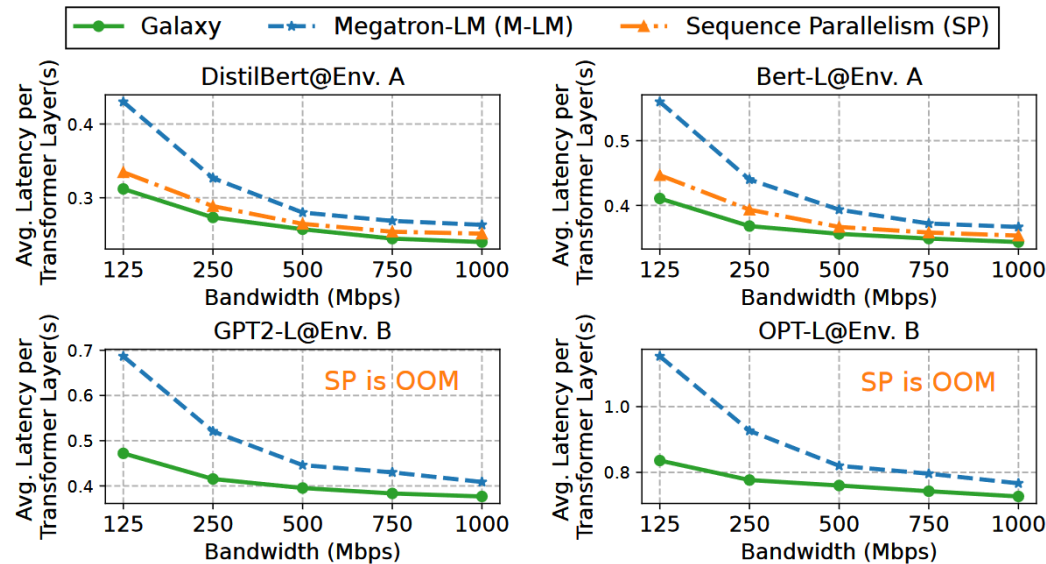 Galaxy Megatron-LM (M-LM) Sequence Parallelism (SP)
DistilBert@Env. A
Avg. Latency per
Transformer Layer(s)
0.4
0.3
125 250 500 750 1000
Bandwidth (Mbps)
Bert-L@Env. A
Avg. Latency per
Transformer Layer(s)
0.5
0.4
125 250 500 750 1000
Bandwidth (Mbps)
GPT2-L@Env. B
Avg. Latency per
Transformer Layer(s)
0.7
0.6
0.5
0.4
SP is OOM
125 250 500 750 1000
Bandwidth (Mbps)
OPT-L@Env. B
Avg. Latency per
Transformer Layer(s)
1.0
0.8
SP is OOM
125 250 500 750 1000
Bandwidth (Mbps)